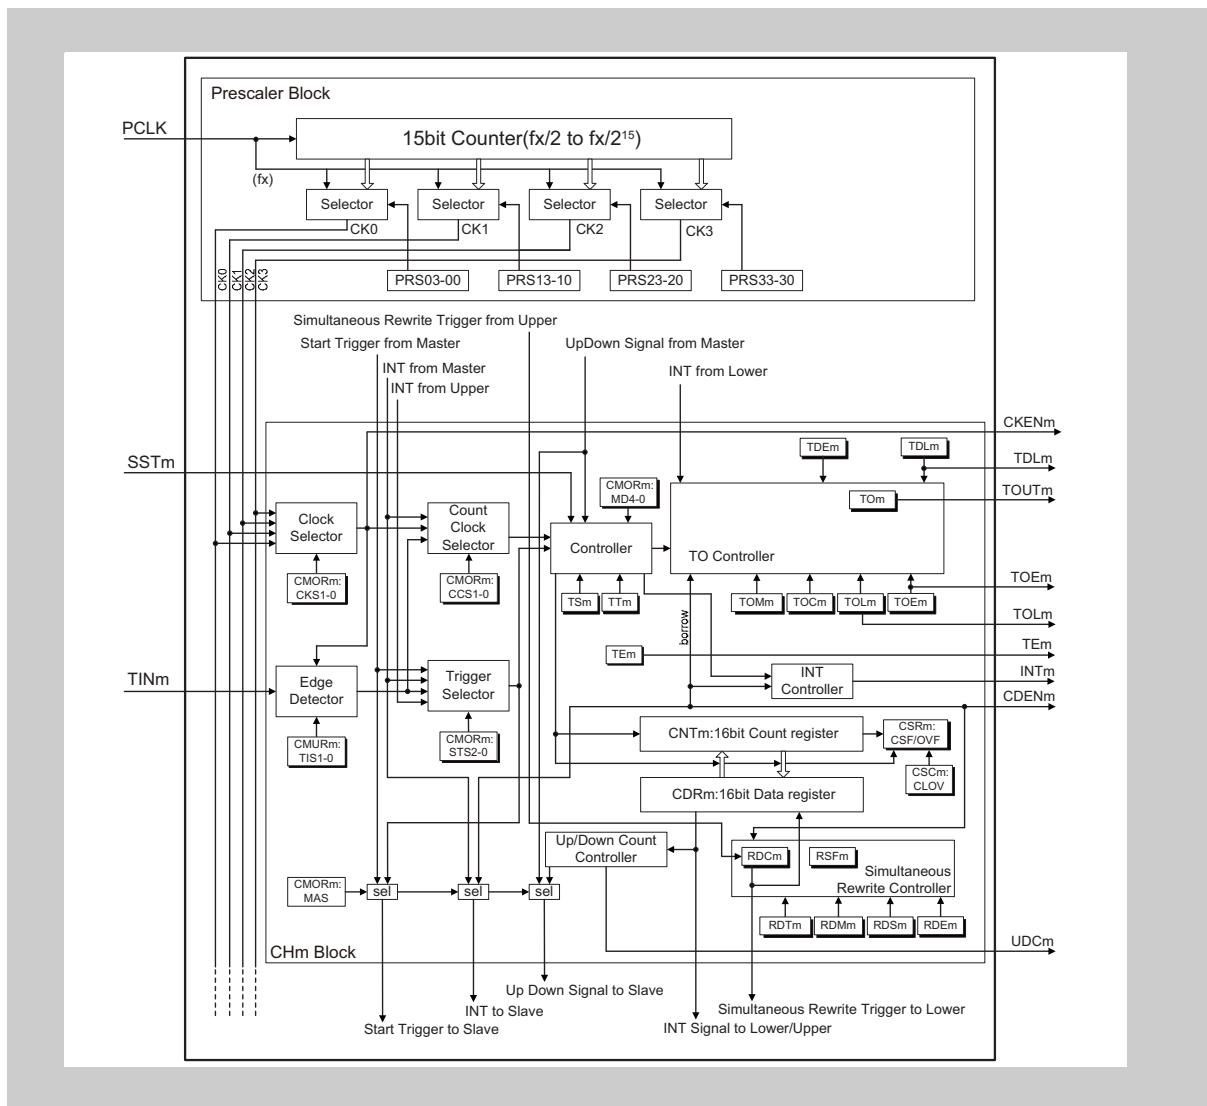 Prescaler Block
PCLK
15bit Counter(fx/2 to fx/2¹⁵)
(fx)
Selector
Selector
Selector
Selector
CK0
CK1
CK2
CK3
CK0
CK1
CK2
CK3
PRS03-00
PRS13-10
PRS23-20
PRS33-30
Simultaneous Rewrite Trigger from Upper
Start Trigger from Master
UpDown Signal from Master
INT from Master
INT from Lower
INT from Upper
CKENm
SSTm
TDEm
TDLm
TDLm
CMORm:
MD4-0
TOm
TOUTm
Clock
Selector
Count
Clock
Selector
Controller
TO Controller
CMORm:
CKS1-0
CMORm:
CCS1-0
TSm
TTm
TOMm
TOCm
TOLm
TOEm
TOEm
TOLm
borrow
TEm
TEm
TINm
Edge
Detector
Trigger
Selector
INT
Controller
INTm
CDENm
CMURm:
TIS1-0
CMORm:
STS2-0
CNTm:16bit Count register
CSRm:
CSF/OVF
CSCm:
CLOV
CDRm:16bit Data register
Up/Down Count
Controller
RDCm
RSFm
Simultaneous
Rewrite Controller
CMORm:
MAS
sel
sel
sel
RDTm
RDMm
RDSm
RDEm
UDCm
CHm Block
Up Down Signal to Slave
INT to Slave
Simultaneous Rewrite Trigger to Lower
Start Trigger to Slave
INT Signal to Lower/Upper